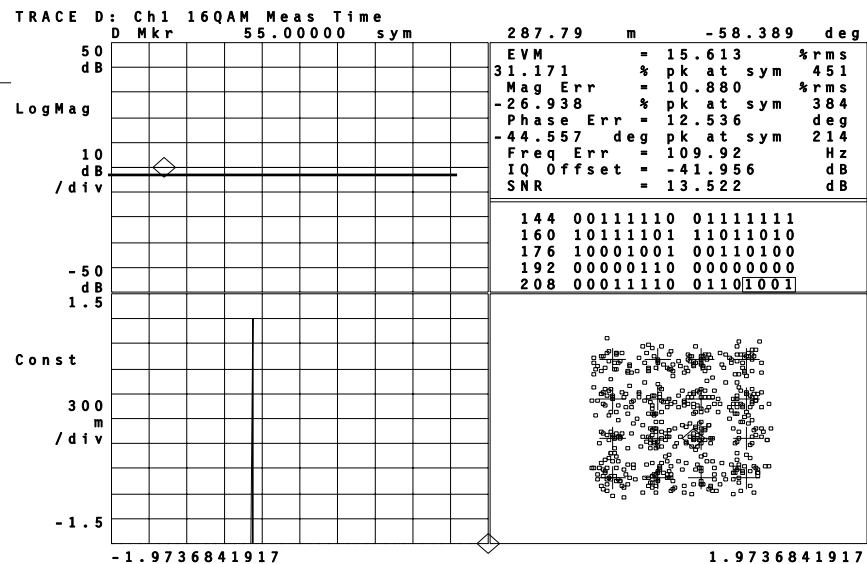 TRACE D: Ch1 16QAM Meas Time
D Mkr 55.00000 sym 287.79 m -58.389 deg
50
dB
LogMag
10
dB
/div
-50
dB
EVM = 15.613 %rms
31.171 % pk at sym 451
Mag Err = 10.880 %rms
-26.938 % pk at sym 384
Phase Err = 12.536 deg
-44.557 deg pk at sym 214
Freq Err = 109.92 Hz
IQ Offset = -41.956 dB
SNR = 13.522 dB
144 00111110 01111111
160 10111101 11011010
176 10001001 00110100
192 00000110 00000000
208 00011110 01101001
1.5
Const
300
m
/div
-1.5
-1.9736841917 1.9736841917